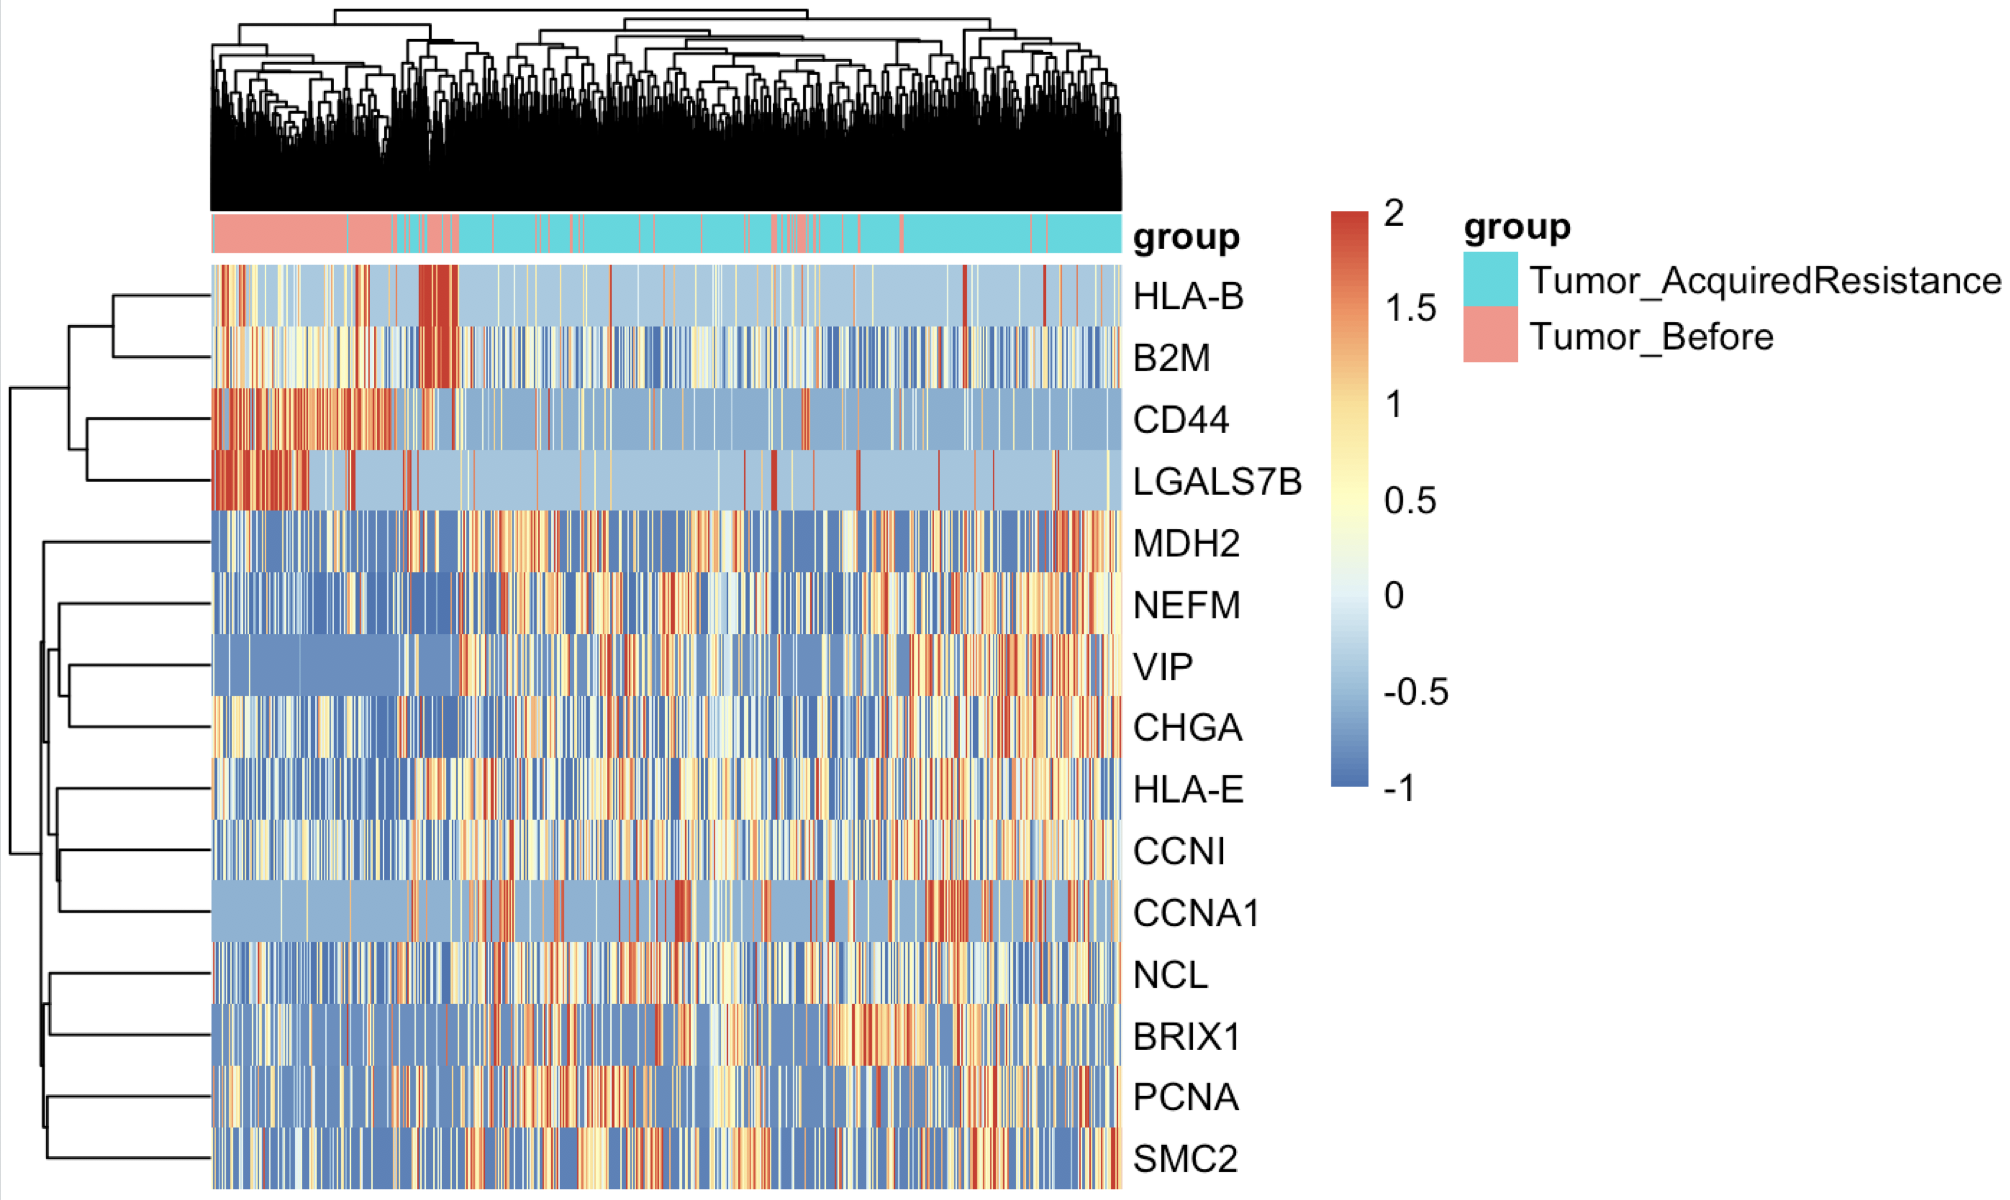 group
HLA-B
B2M
CD44
LGALS7B
MDH2
NEFM
VIP
CHGA
HLA-E
CCNI
CCNA1
NCL
BRIX1
PCNA
SMC2
2
1.5
1
0.5
0
-0.5
-1
group
Tumor_AcquiredResistance
Tumor_Before